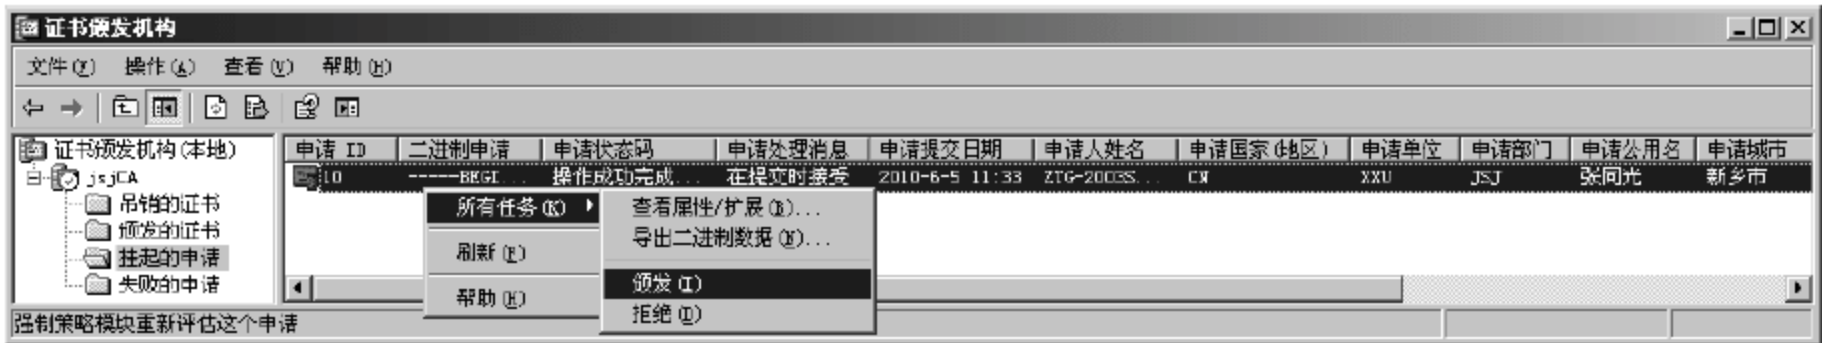 证书颁发机构
文件(F) 操作(A) 查看(V) 帮助(H)
证书颁发机构(本地)
jsjCA
吊销的证书
颁发的证书
挂起的申请
失败的申请
申请 ID 二进制申请 申请状态码 申请处理消息 申请提交日期 申请人姓名 申请国家(地区) 申请单位 申请部门 申请公用名 申请城市
10 -----BEGI... 操作成功完成... 在提交时接受 2010-6-5 11:33 ZTG-2003S... CN XXU JSJ 张同光 新乡市
所有任务(K)
刷新(F)
帮助(H)
查看属性/扩展(B)...
导出二进制数据(N)...
颁发(I)
拒绝(D)
强制策略模块重新评估这个申请